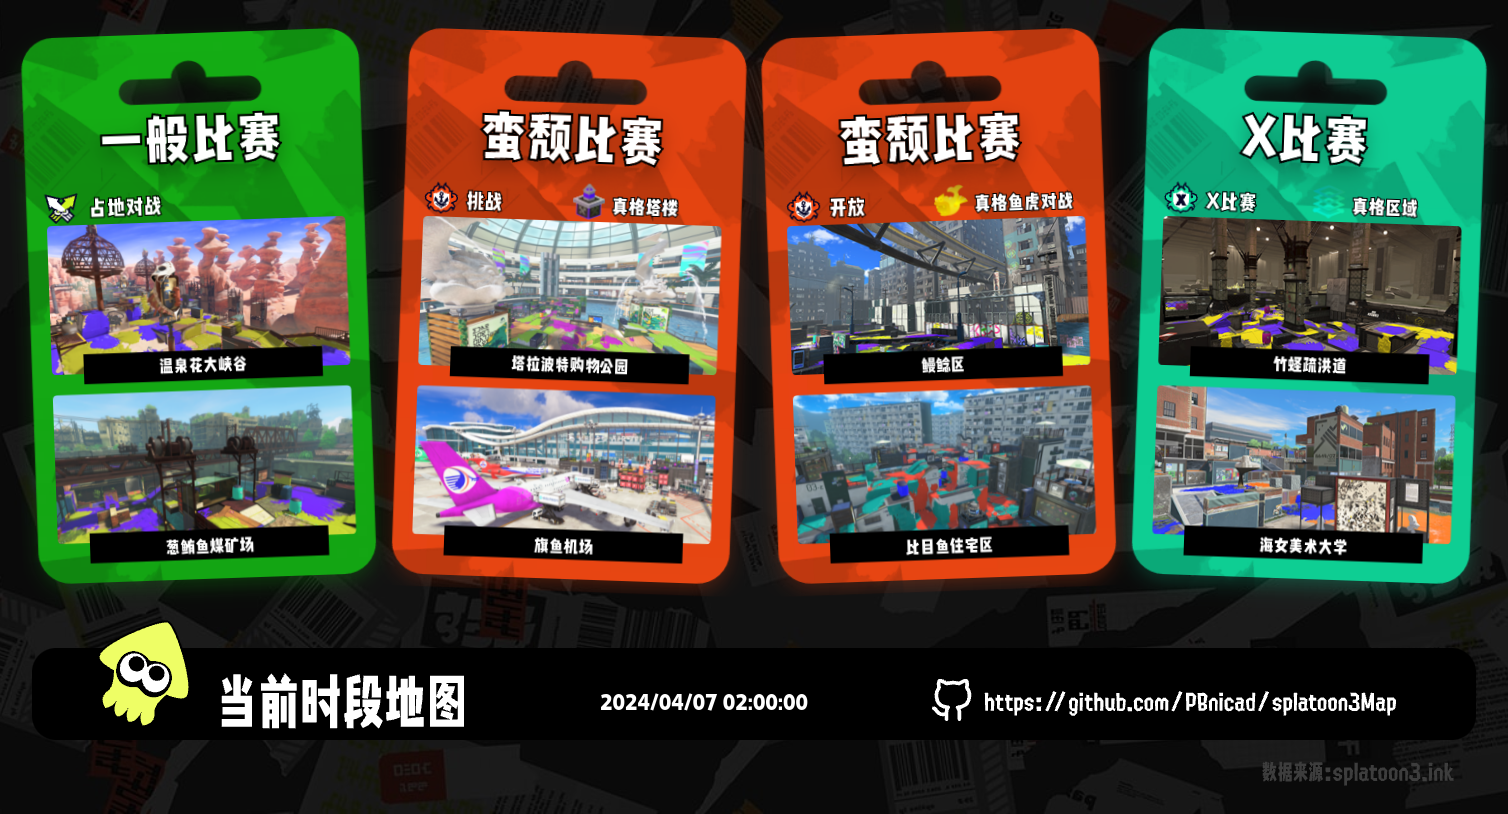 一般比赛
占地对战
温泉花大峡谷
葱鲔鱼煤矿场
蛮颓比赛
挑战
真格塔楼
塔拉波特购物公园
旗鱼机场
蛮颓比赛
开放
真格鱼虎对战
鳗鲶区
比目鱼住宅区
X比赛
X比赛
真格区域
竹蛏疏洪道
海女美术大学
当前时段地图
2024/04/07 02:00:00
https://github.com/PBnicad/splatoon3Map
数据来源:splatoon3.ink